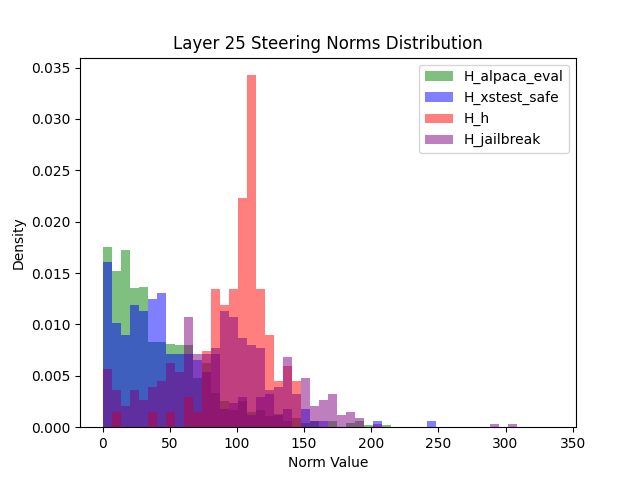 Layer 25 Steering Norms Distribution
H_alpaca_eval
H_xstest_safe
H_h
H_jailbreak
Density
0.035
0.030
0.025
0.020
0.015
0.010
0.005
0.000
0 50 100 150 200 250 300 350
Norm Value